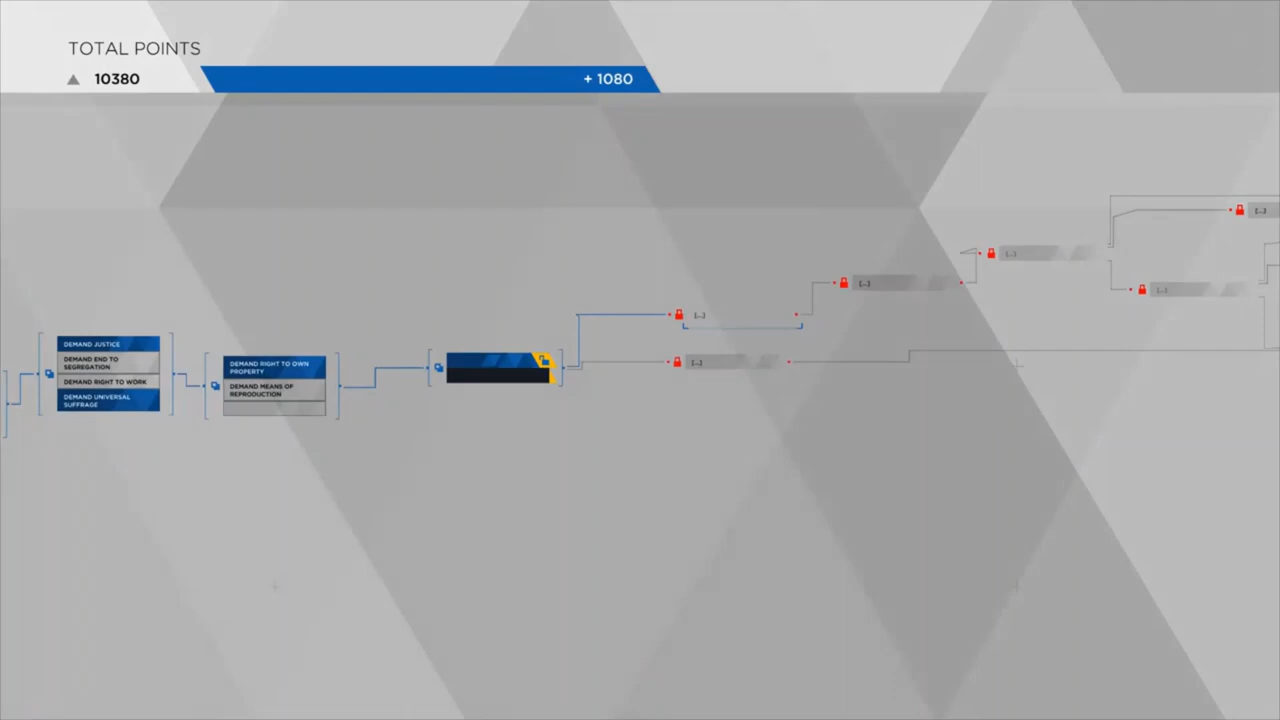 TOTAL POINTS
10380
+ 1080
[...]
[...]
[...]
[...]
[...]
[...]
DEMAND JUSTICE
DEMAND END TO
SEGREGATION
DEMAND RIGHT TO WORK
DEMAND UNIVERSAL
SUFFRAGE
DEMAND RIGHT TO OWN
PROPERTY
DEMAND MEANS OF
REPRODUCTION